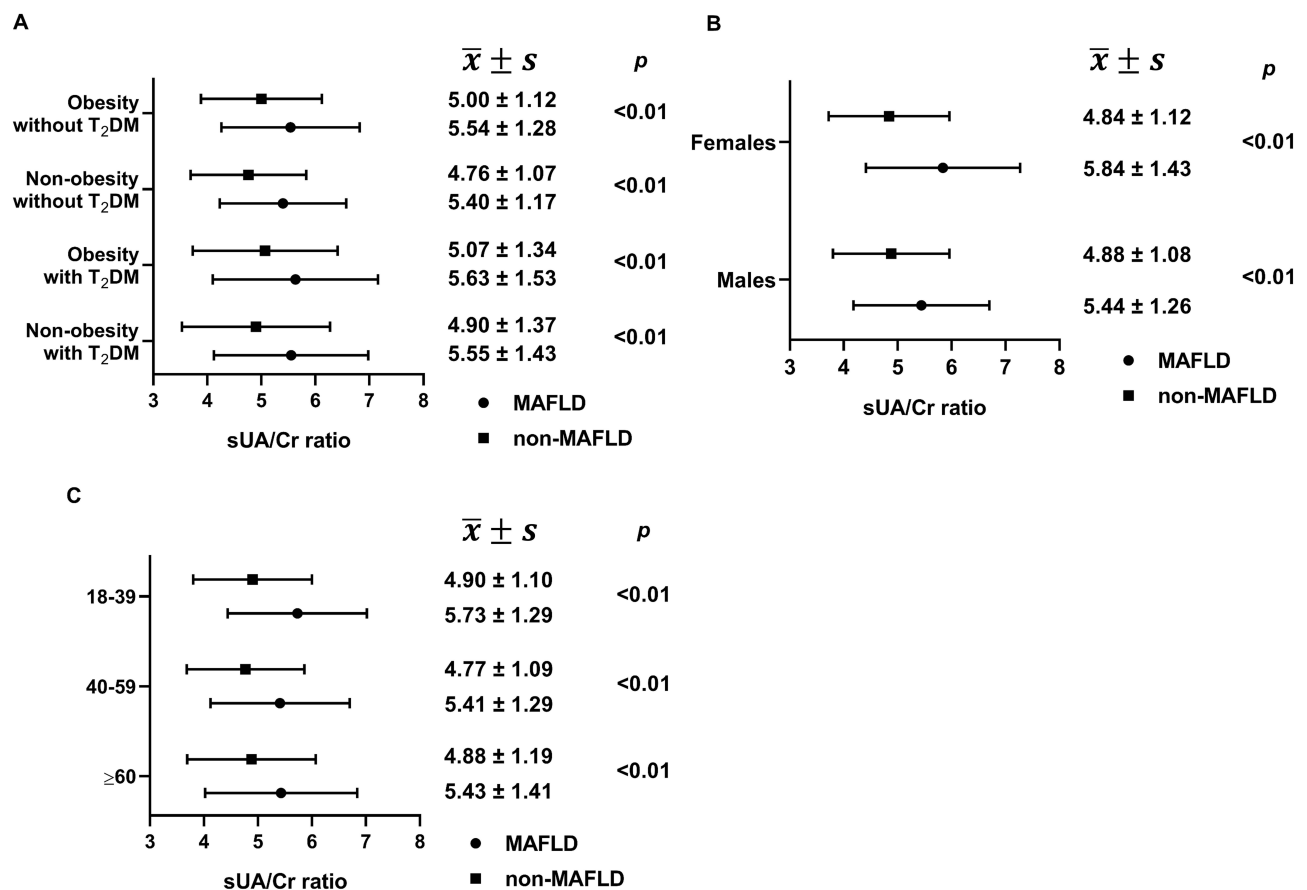 A
x̄ ± s p
Obesity
without T₂DM
5.00 ± 1.12
5.54 ± 1.28
<0.01
Non-obesity
without T₂DM
4.76 ± 1.07
5.40 ± 1.17
<0.01
Obesity
with T₂DM
5.07 ± 1.34
5.63 ± 1.53
<0.01
Non-obesity
with T₂DM
4.90 ± 1.37
5.55 ± 1.43
<0.01
3 4 5 6 7 8
sUA/Cr ratio
MAFLD
non-MAFLD
B
x̄ ± s p
Females
4.84 ± 1.12
5.84 ± 1.43
<0.01
Males
4.88 ± 1.08
5.44 ± 1.26
<0.01
3 4 5 6 7 8
sUA/Cr ratio
MAFLD
non-MAFLD
C
x̄ ± s p
18-39
4.90 ± 1.10
5.73 ± 1.29
<0.01
40-59
4.77 ± 1.09
5.41 ± 1.29
<0.01
≥60
4.88 ± 1.19
5.43 ± 1.41
<0.01
3 4 5 6 7 8
sUA/Cr ratio
MAFLD
non-MAFLD